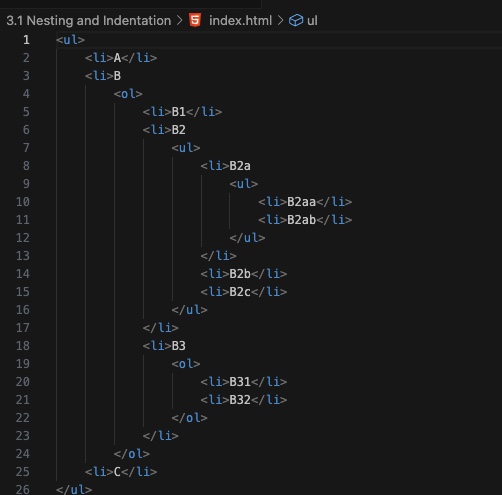 3.1 Nesting and Indentation > index.html > ul
1 <ul>
2 <li>A</li>
3 <li>B
4 <ol>
5 <li>B1</li>
6 <li>B2
7 <ul>
8 <li>B2a
9 <ul>
10 <li>B2aa</li>
11 <li>B2ab</li>
12 </ul>
13 </li>
14 <li>B2b</li>
15 <li>B2c</li>
16 </ul>
17 </li>
18 <li>B3
19 <ol>
20 <li>B31</li>
21 <li>B32</li>
22 </ol>
23 </li>
24 </ol>
25 <li>C</li>
26 </ul>